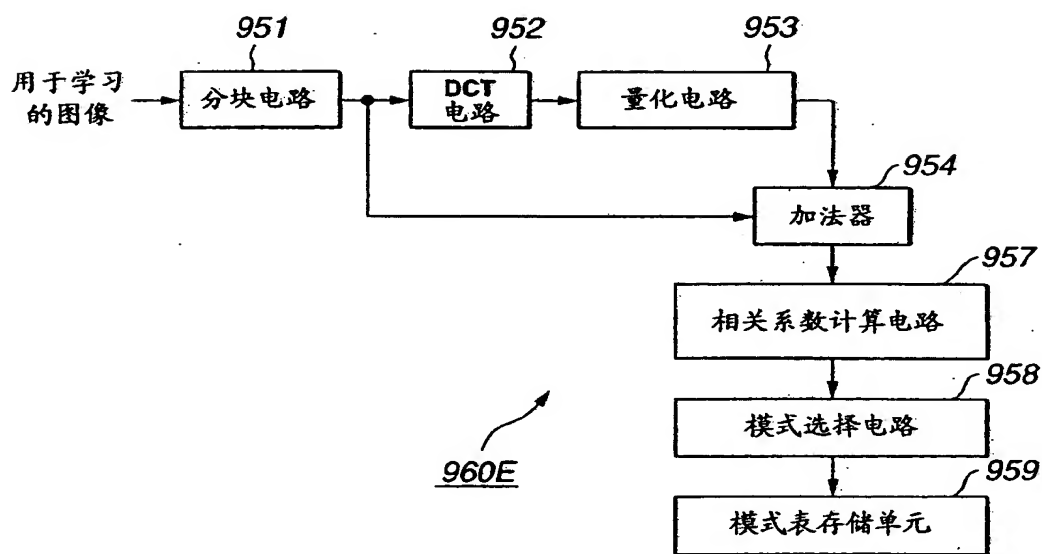 951
952
953
用于学习
的图像
分块电路
DCT
电路
量化电路
954
加法器
957
相关系数计算电路
958
模式选择电路
960E
959
模式表存储单元